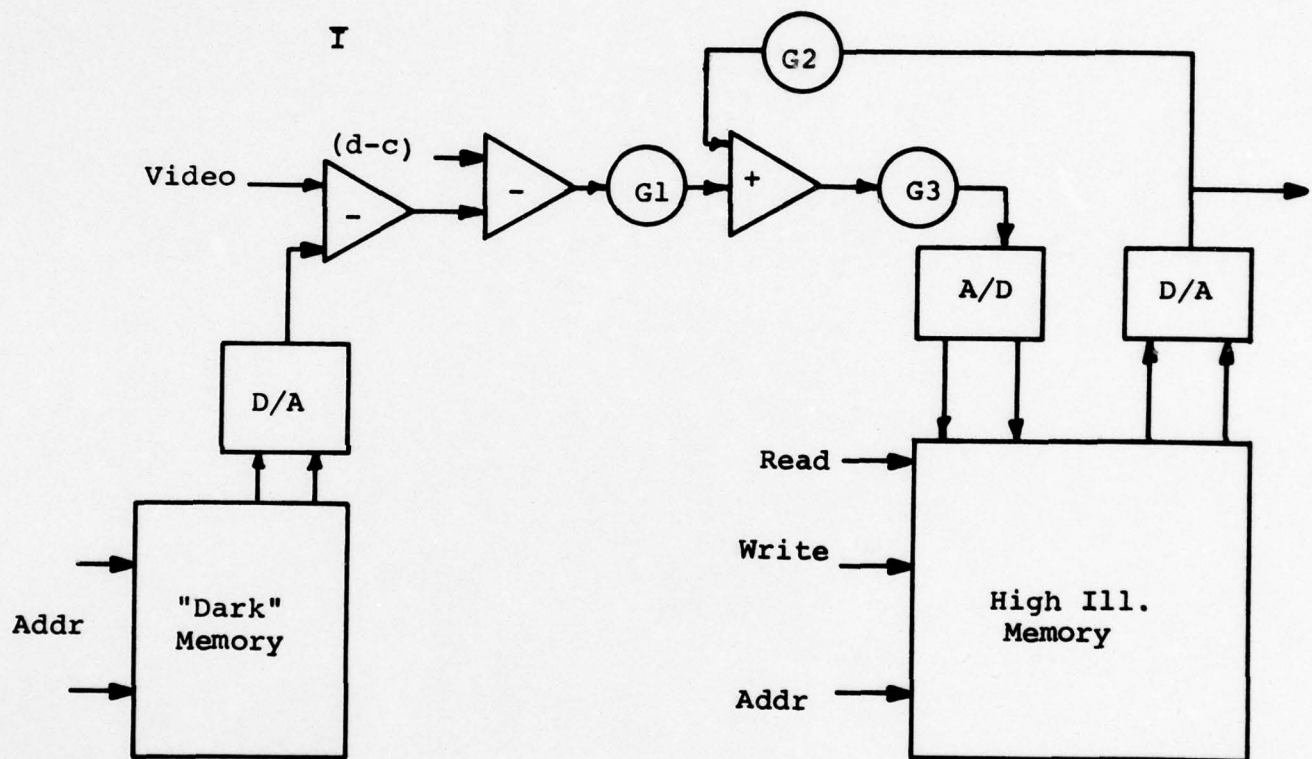 I
G2
(d-c)
Video
-
-
G1
+
G3
A/D
D/A
D/A
Read
Write
Addr
"Dark"
Memory
Addr
High Ill.
Memory